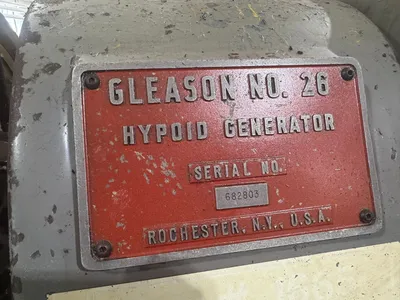 GLEASON NO. 26
HYPOID GENERATOR
SERIAL NO.
682803
ROCHESTER, N.Y., U.S.A.